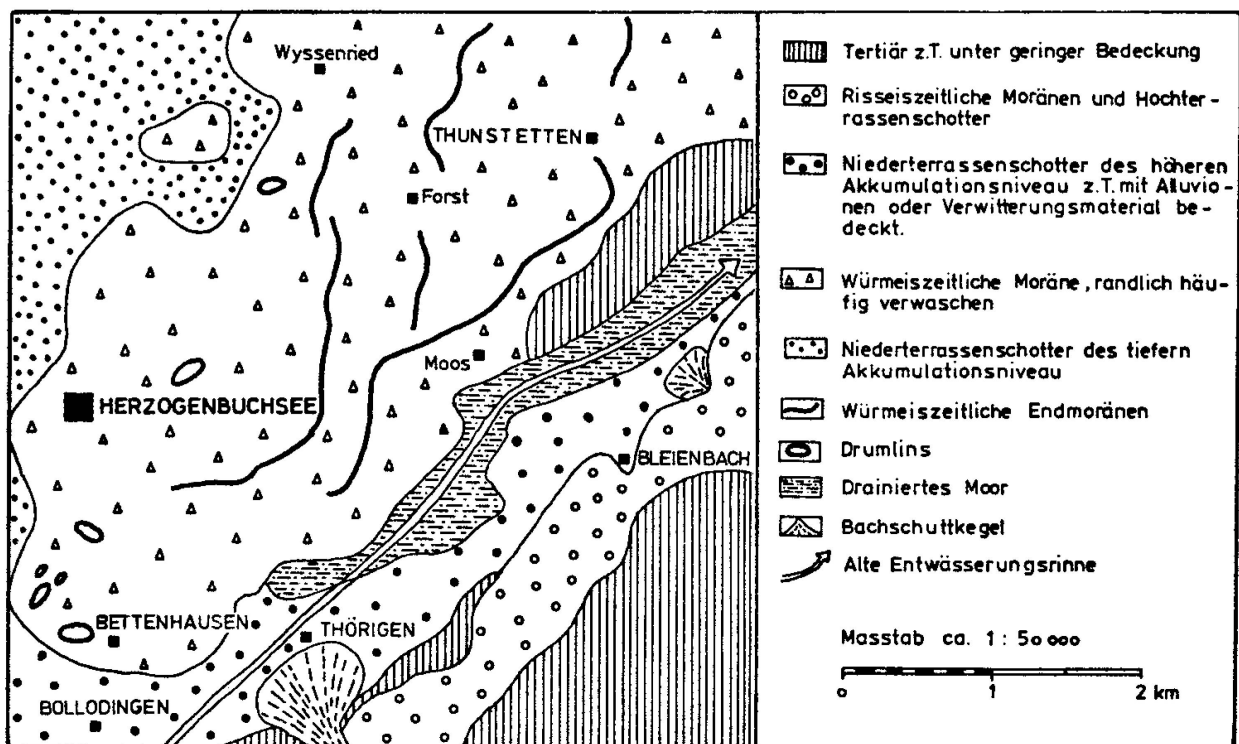 Wyssenried
THUNSTETTEN
Forst
Moos
HERZOGENBUCHSEE
BLEIENBACH
BETTENHAUSEN
THÖRIGEN
BOLLODINGEN
Tertiär z.T. unter geringer Bedeckung
Risseiszeitliche Moränen und Hochter-
rassenschotter
Niederterrassenschotter des höheren
Akkumulationsniveau z.T. mit Alluvio-
nen oder Verwitterungsmaterial be-
deckt.
Würmeiszeitliche Moräne, randlich häu-
fig verwaschen
Niederterrassenschotter des tiefern
Akkumulationsniveau
Würmeiszeitliche Endmoränen
Drumlins
Drainiertes Moor
Bachschuttkegel
Alte Entwässerungsrinne
Masstab ca. 1 : 50 000
0 1 2 km